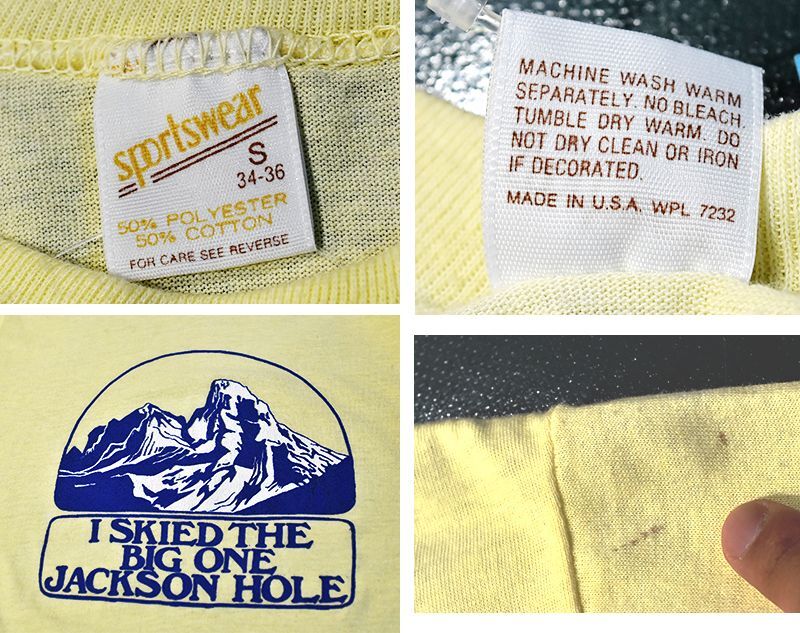 sportswear
S
34-36
50% POLYESTER
50% COTTON
FOR CARE SEE REVERSE
MACHINE WASH WARM
SEPARATELY. NO BLEACH.
TUMBLE DRY WARM. DO
NOT DRY CLEAN OR IRON
IF DECORATED.
MADE IN U.S.A. WPL 7232
I SKIED THE
BIG ONE
JACKSON HOLE